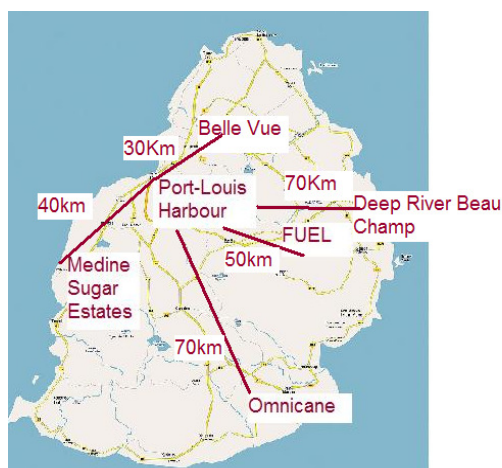 Belle Vue
30Km
70Km
Port-Louis
Harbour
40km
Deep River Beau
Champ
FUEL
50km
Medine
Sugar
Estates
70km
Omnicane